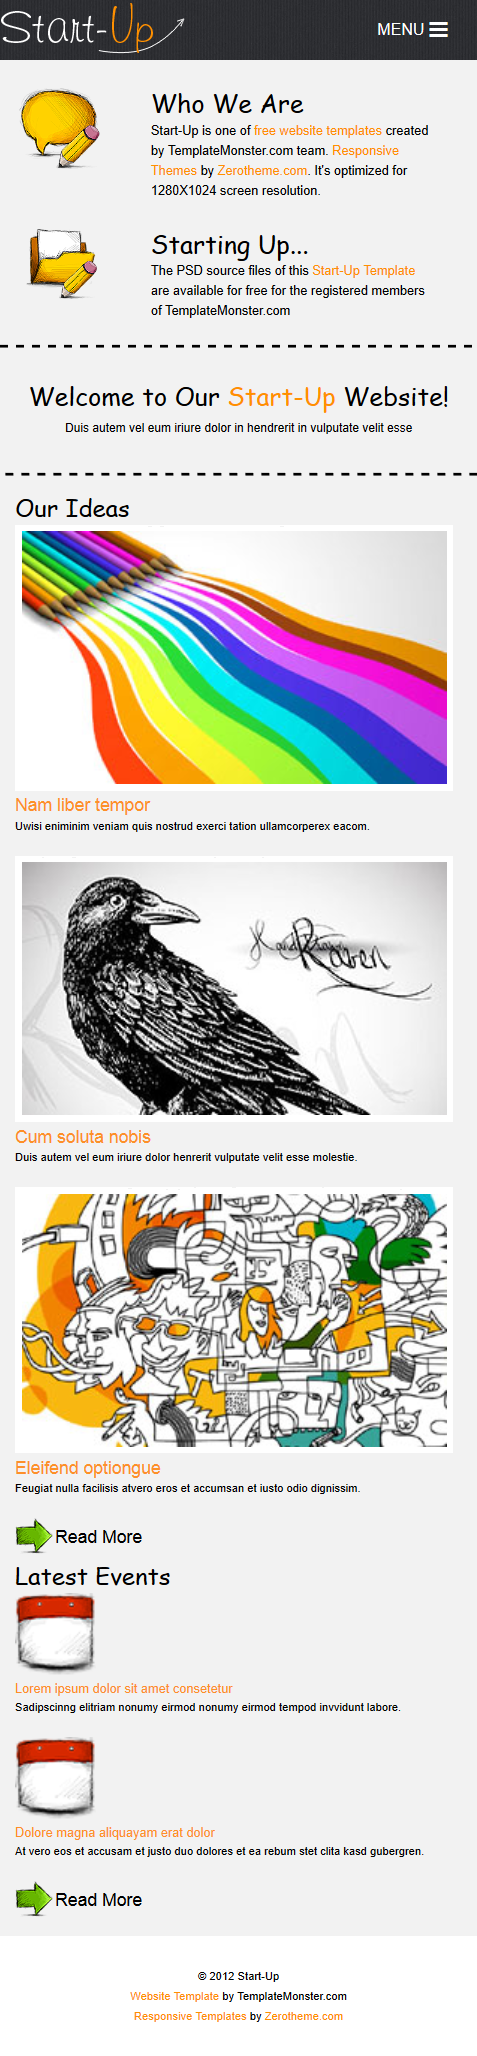 Start-Up
MENU
Who We Are
Start-Up is one of free website templates created
by TemplateMonster.com team. Responsive
Themes by Zerotheme.com. It's optimized for
1280X1024 screen resolution.
Starting Up...
The PSD source files of this Start-Up Template
are available for free for the registered members
of TemplateMonster.com
Welcome to Our Start-Up Website!
Duis autem vel eum iriure dolor in hendrerit in vulputate velit esse
Our Ideas
Nam liber tempor
Uwisi eniminim veniam quis nostrud exerci tation ullamcorperex eacom.
Raven
Cum soluta nobis
Duis autem vel eum iriure dolor henrerit vulputate velit esse molestie.
Eleifend optiongue
Feugiat nulla facilisis atvero eros et accumsan et iusto odio dignissim.
Read More
Latest Events
Lorem ipsum dolor sit amet consetetur
Sadipscinng elitriam nonumy eirmod nonumy eirmod tempod invvidunt labore.
Dolore magna aliquayam erat dolor
At vero eos et accusam et justo duo dolores et ea rebum stet clita kasd gubergren.
Read More
© 2012 Start-Up
Website Template by TemplateMonster.com
Responsive Templates by Zerotheme.com